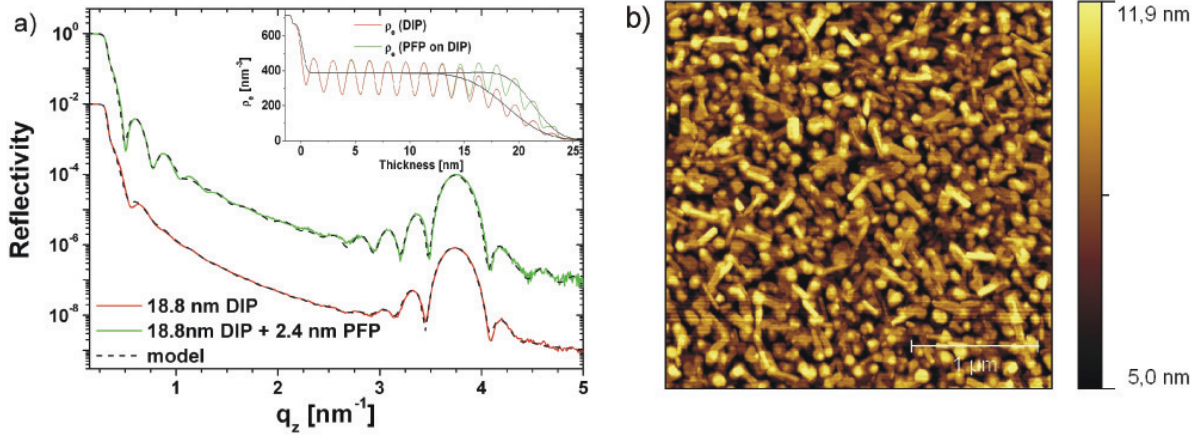 a)
Reflectivity
10⁰
10⁻²
10⁻⁴
10⁻⁶
10⁻⁸
1
2
3
4
5
q_z [nm⁻¹]
18.8 nm DIP
18.8nm DIP + 2.4 nm PFP
model
ρₑ [nm⁻³]
600
400
200
0
0
5
10
15
20
25
Thickness [nm]
ρₑ (DIP)
ρₑ (PFP on DIP)
b)
1 µm
11,9 nm
5,0 nm